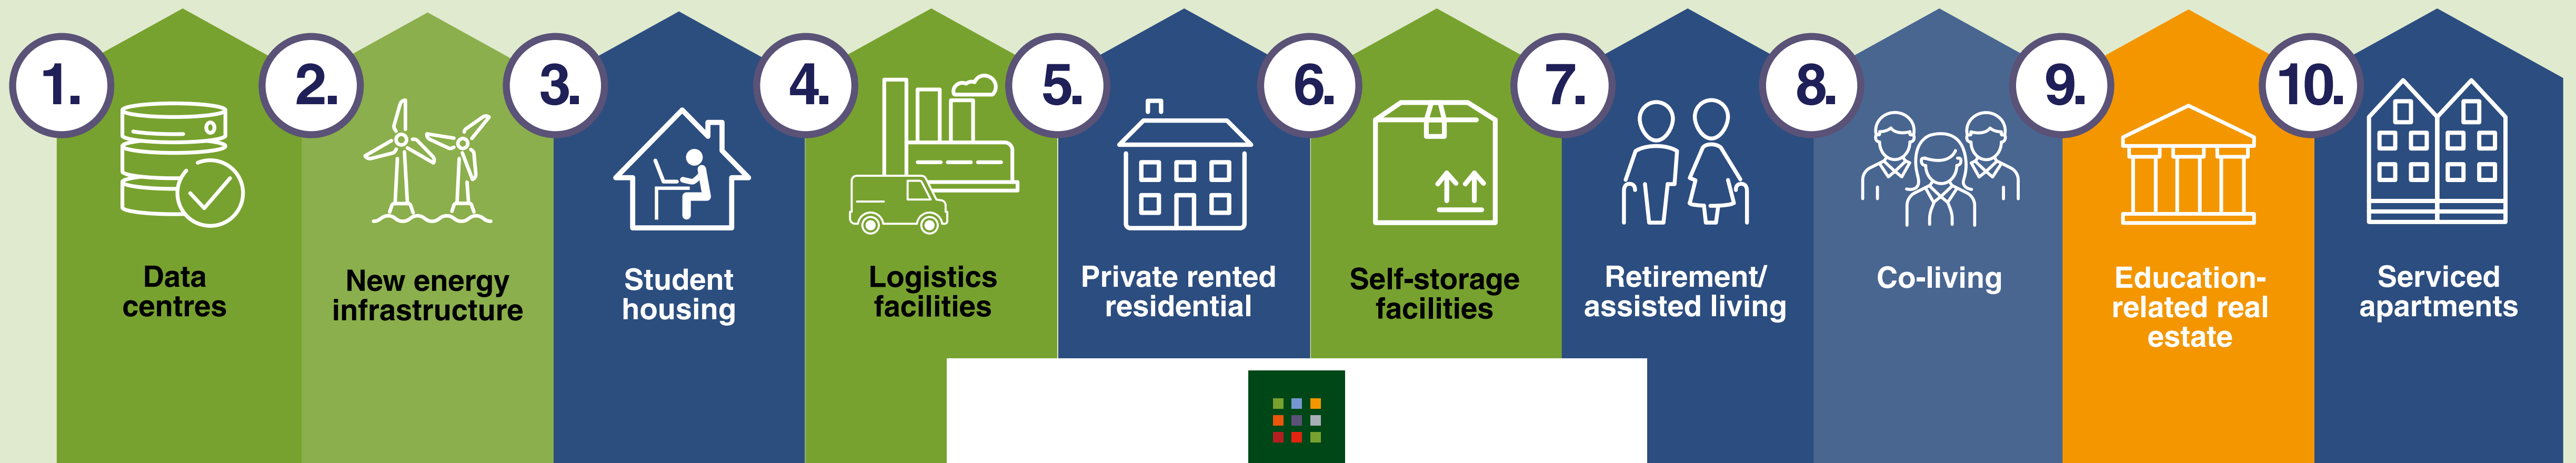 1.
Data
centres
2.
New energy
infrastructure
3.
Student
housing
4.
Logistics
facilities
5.
Private rented
residential
6.
Self-storage
facilities
7.
Retirement/
assisted living
8.
Co-living
9.
Education-
related real
estate
10.
Serviced
apartments